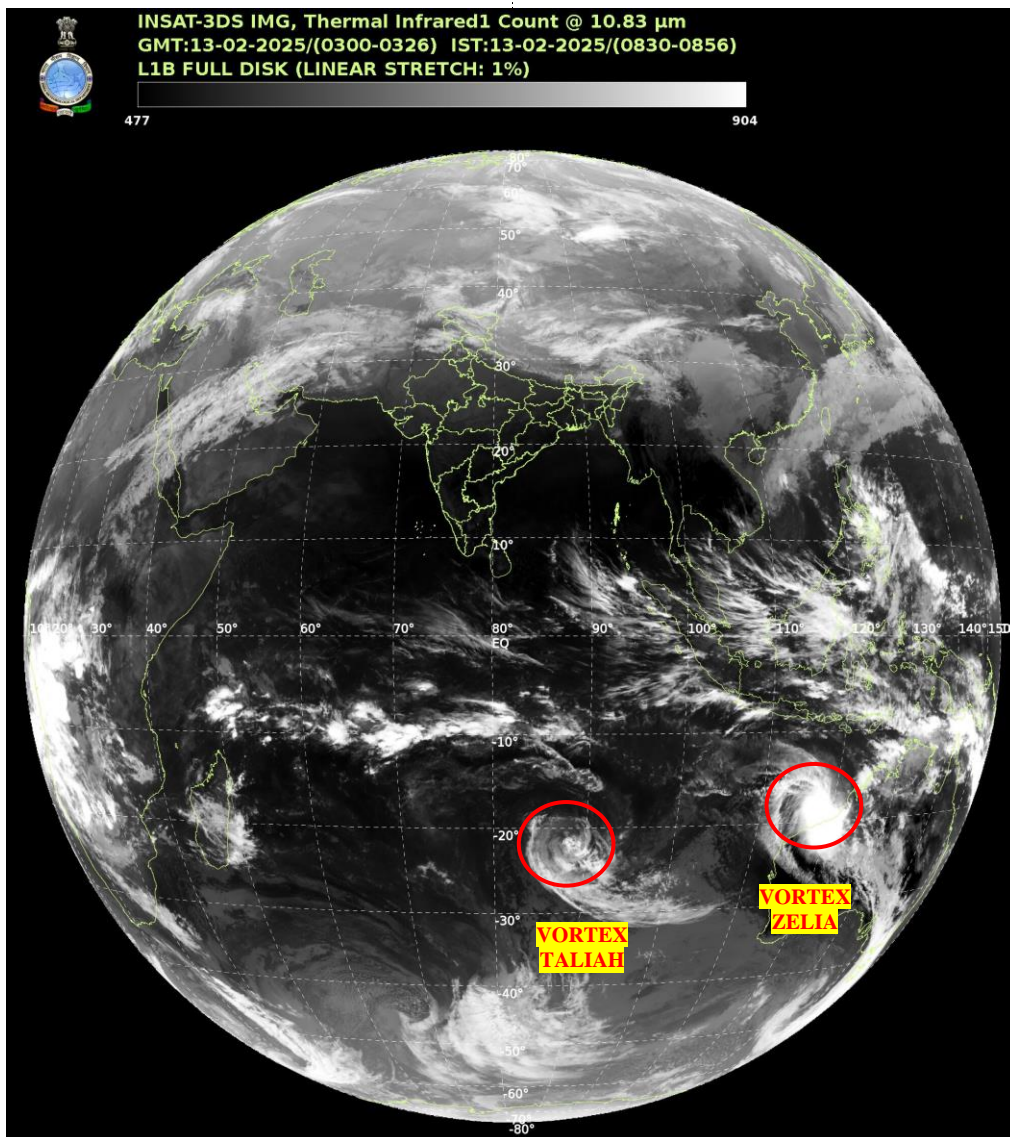 INSAT-3DS IMG, Thermal Infrared1 Count @ 10.83 μm
GMT:13-02-2025/(0300-0326) IST:13-02-2025/(0830-0856)
L1B FULL DISK (LINEAR STRETCH: 1%)
477 904
80°
70°
60°
50°
40°
30°
20°
10°
10° 20° 30° 40° 50° 60° 70° 80° 90° 100° 110° 120° 130° 140°
EQ
-10°
-20°
VORTEX
ZELIA
-30°
VORTEX
TALIAH
-40°
-50°
-60°
-70°
-80°